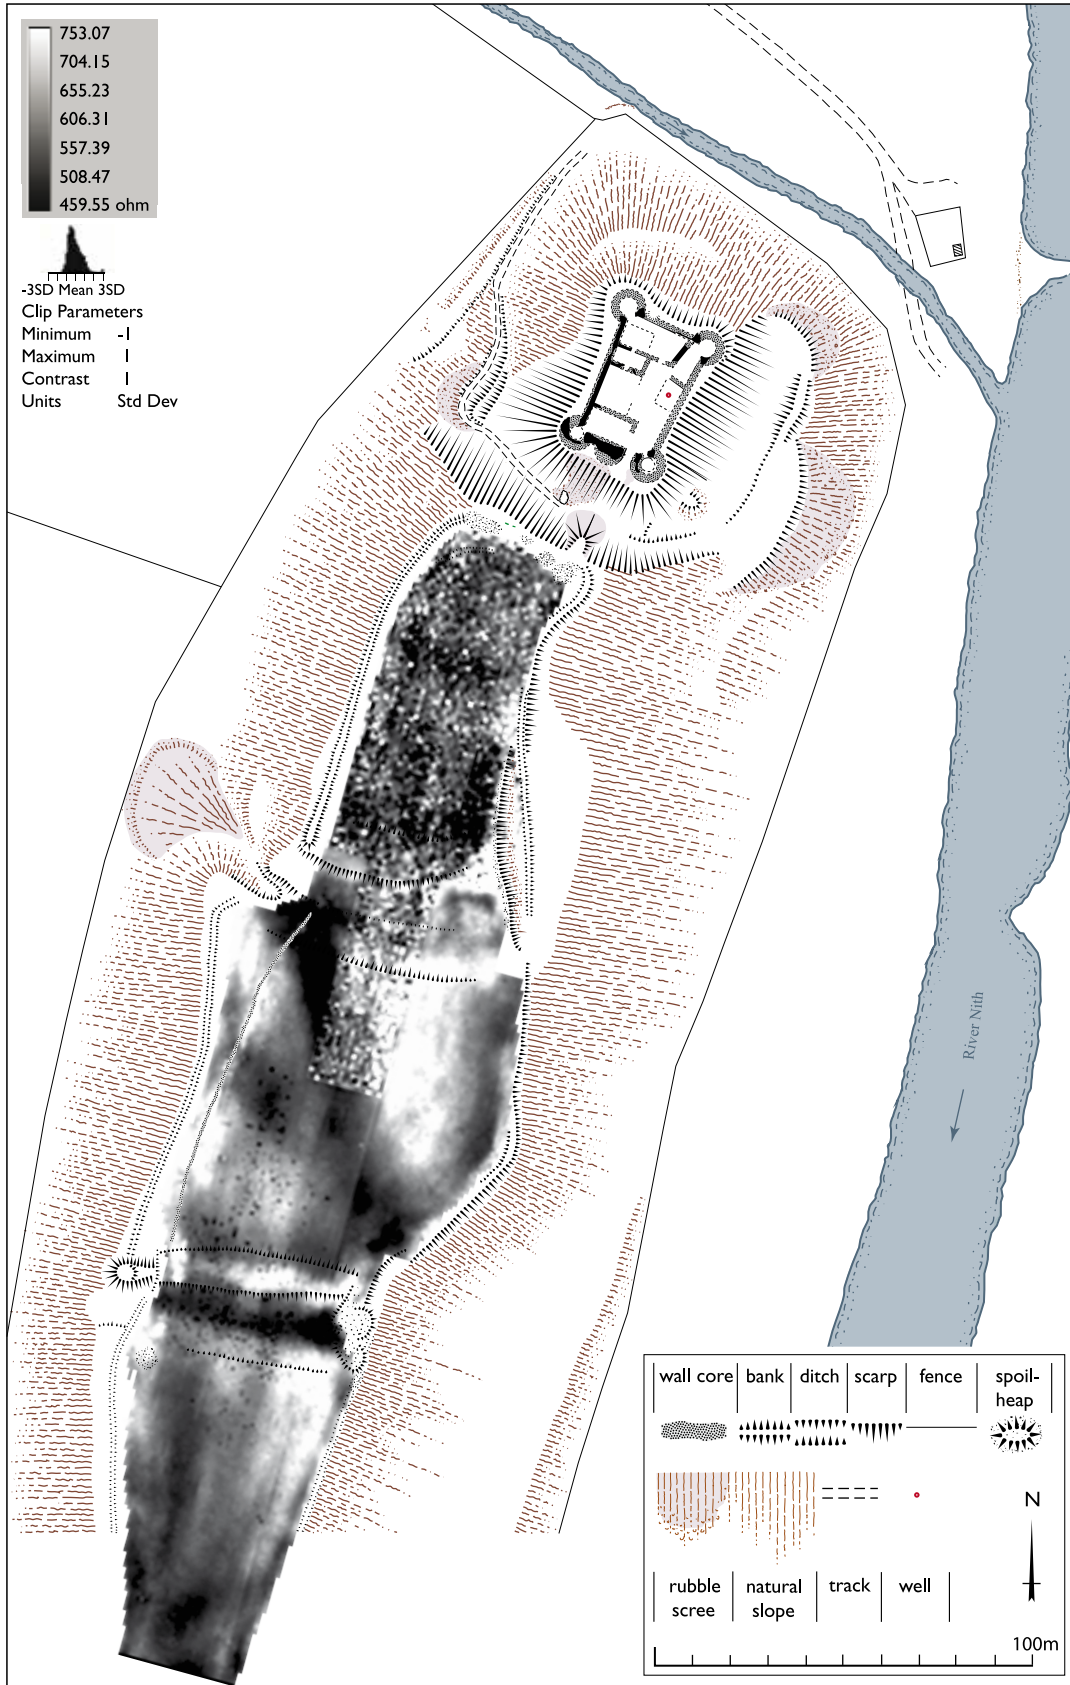 753.07
704.15
655.23
606.31
557.39
508.47
459.55 ohm
-3SD Mean 3SD
Clip Parameters
Minimum -1
Maximum 1
Contrast 1
Units Std Dev
River Nith
wall core bank ditch scarp fence spoil-
heap
N
rubble natural track well
scree slope
100m